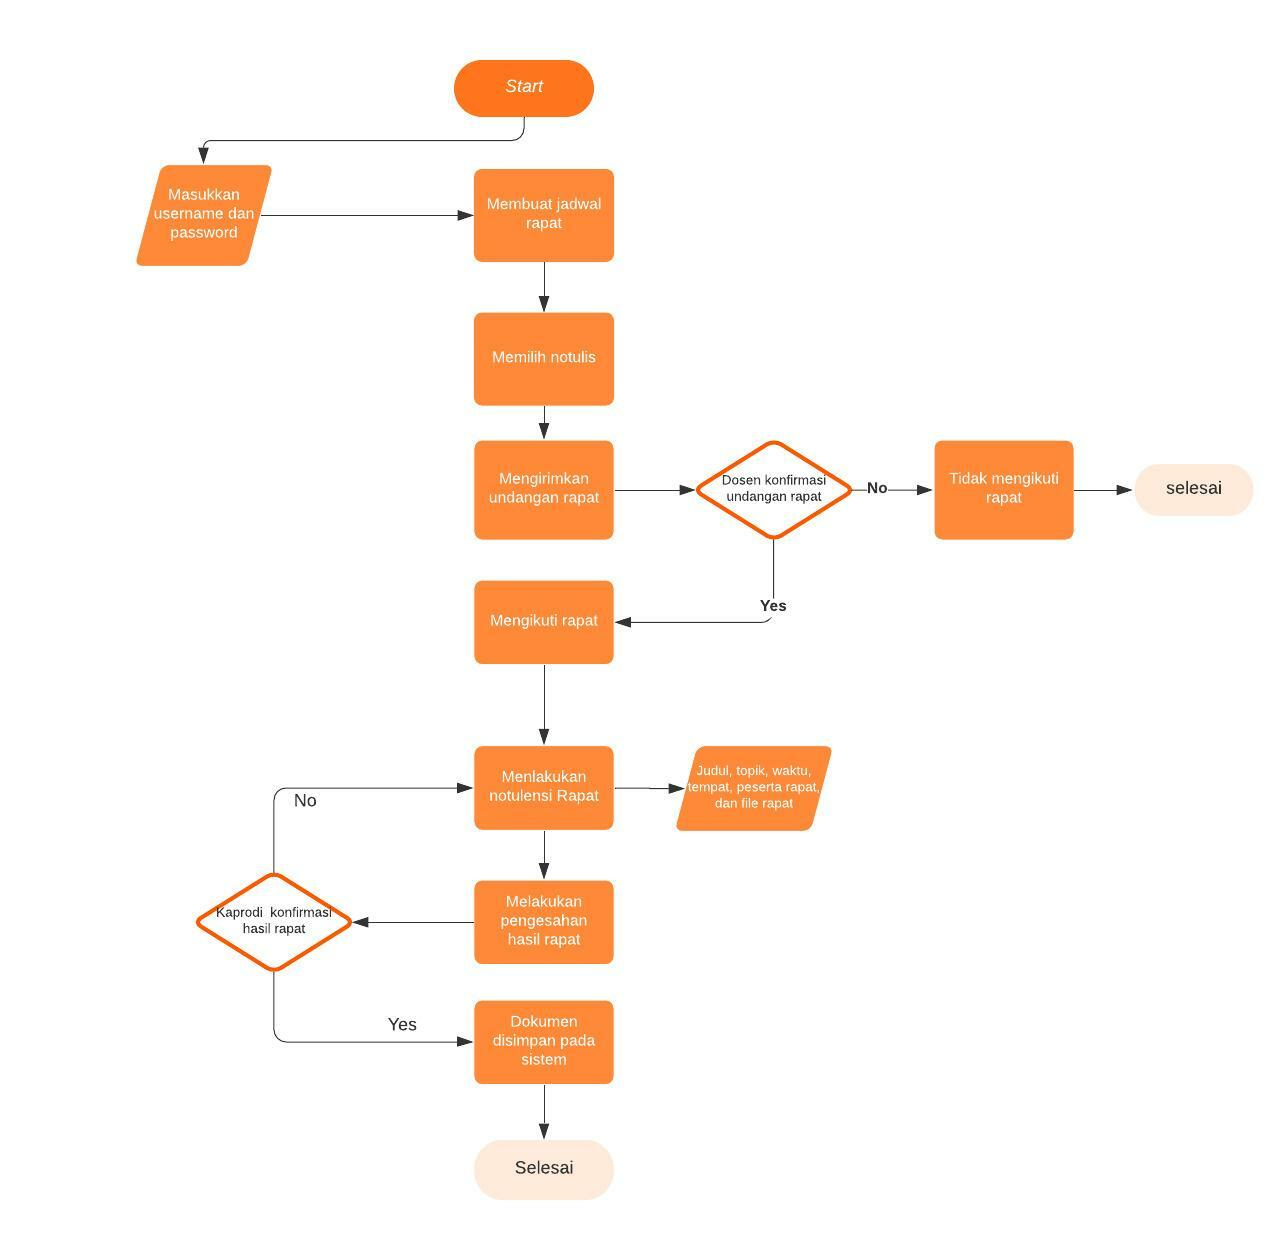 Start
Masukkan
username dan
password
Membuat jadwal
rapat
Memilih notulis
Mengirimkan
undangan rapat
Dosen konfirmasi
undangan rapat
No
Tidak mengikuti
rapat
selesai
Yes
Mengikuti rapat
Menlakukan
notulensi Rapat
Judul, topik, waktu,
tempat, peserta rapat,
dan file rapat
No
Kaprodi konfirmasi
hasil rapat
Melakukan
pengesahan
hasil rapat
Yes
Dokumen
disimpan pada
sistem
Selesai